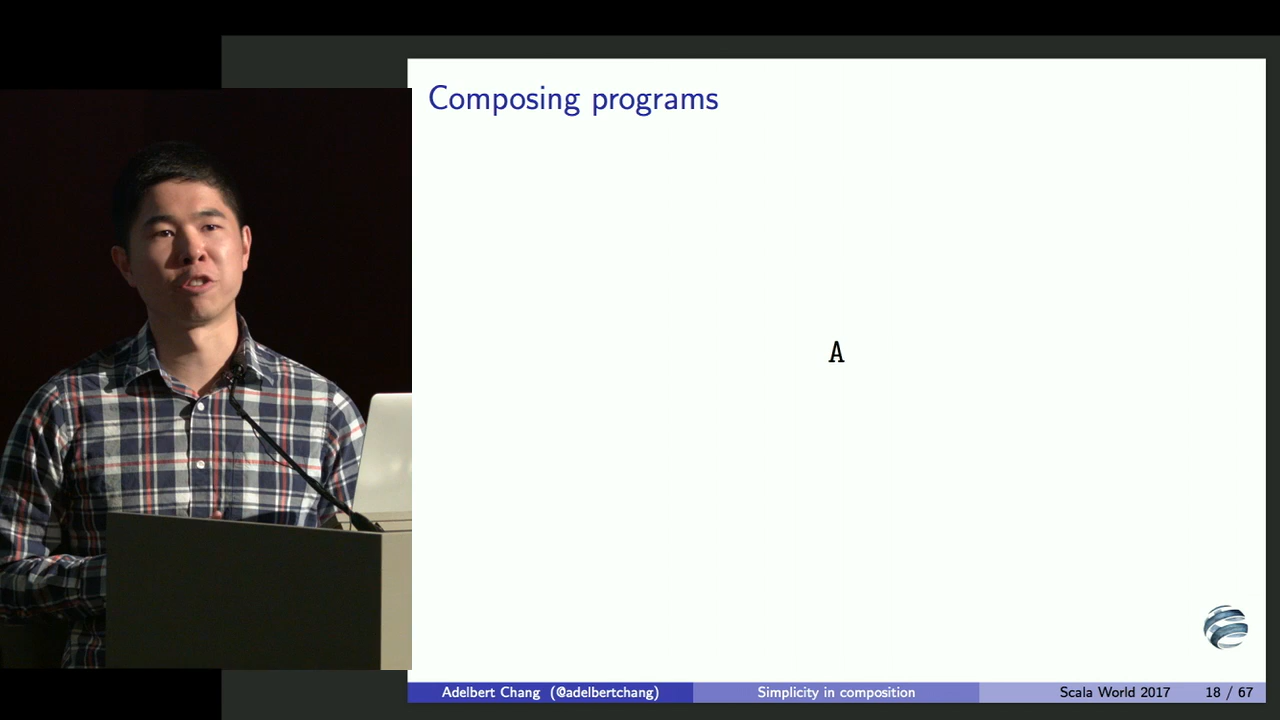 Composing programs
A
Adelbert Chang (@adelbertchang)
Simplicity in composition
Scala World 2017
18 / 67